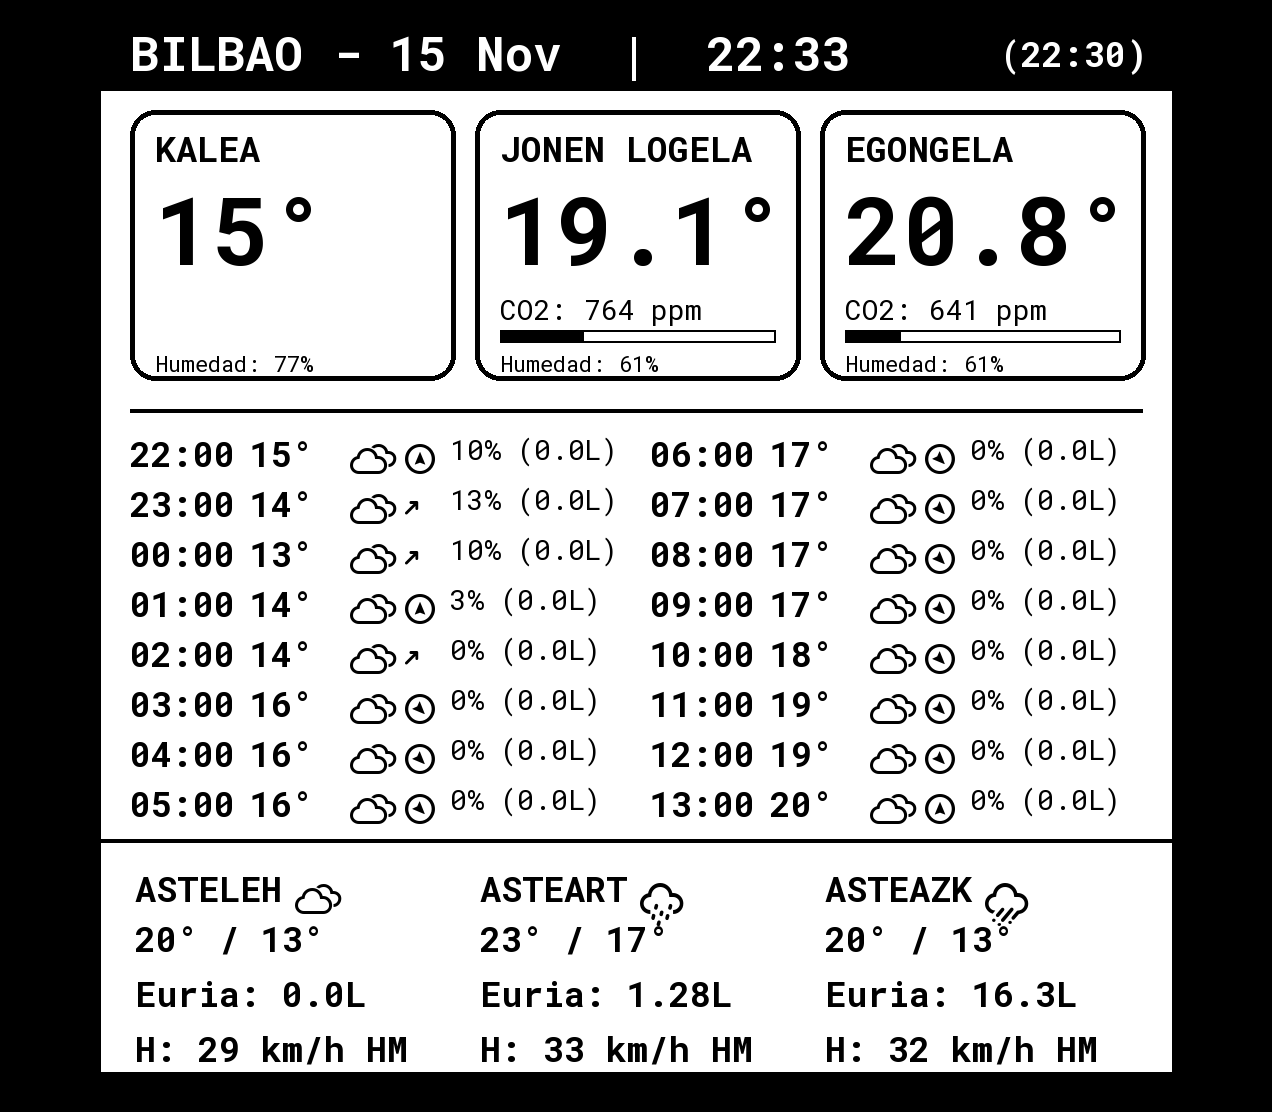 BILBAO - 15 Nov | 22:33 (22:30)
KALEA
15°
Humedad: 77%
JONEN LOGELA
19.1°
CO2: 764 ppm
Humedad: 61%
EGONGELA
20.8°
CO2: 641 ppm
Humedad: 61%
22:00 15° 10% (0.0L)
23:00 14° 13% (0.0L)
00:00 13° 10% (0.0L)
01:00 14° 3% (0.0L)
02:00 14° 0% (0.0L)
03:00 16° 0% (0.0L)
04:00 16° 0% (0.0L)
05:00 16° 0% (0.0L)
06:00 17° 0% (0.0L)
07:00 17° 0% (0.0L)
08:00 17° 0% (0.0L)
09:00 17° 0% (0.0L)
10:00 18° 0% (0.0L)
11:00 19° 0% (0.0L)
12:00 19° 0% (0.0L)
13:00 20° 0% (0.0L)
ASTELEH
20° / 13°
Euria: 0.0L
H: 29 km/h HM
ASTEART
23° / 17°
Euria: 1.28L
H: 33 km/h HM
ASTEAZK
20° / 13°
Euria: 16.3L
H: 32 km/h HM